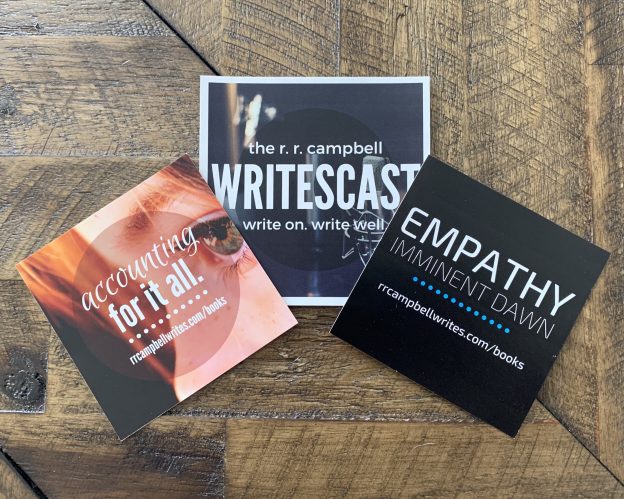 the r. r. campbell
WRITESCAST
write on. write well.
accounting
for it all.
rrcampbellwrites.com/books
EMPATHY
IMMINENT DAWN
rrcampbellwrites.com/books